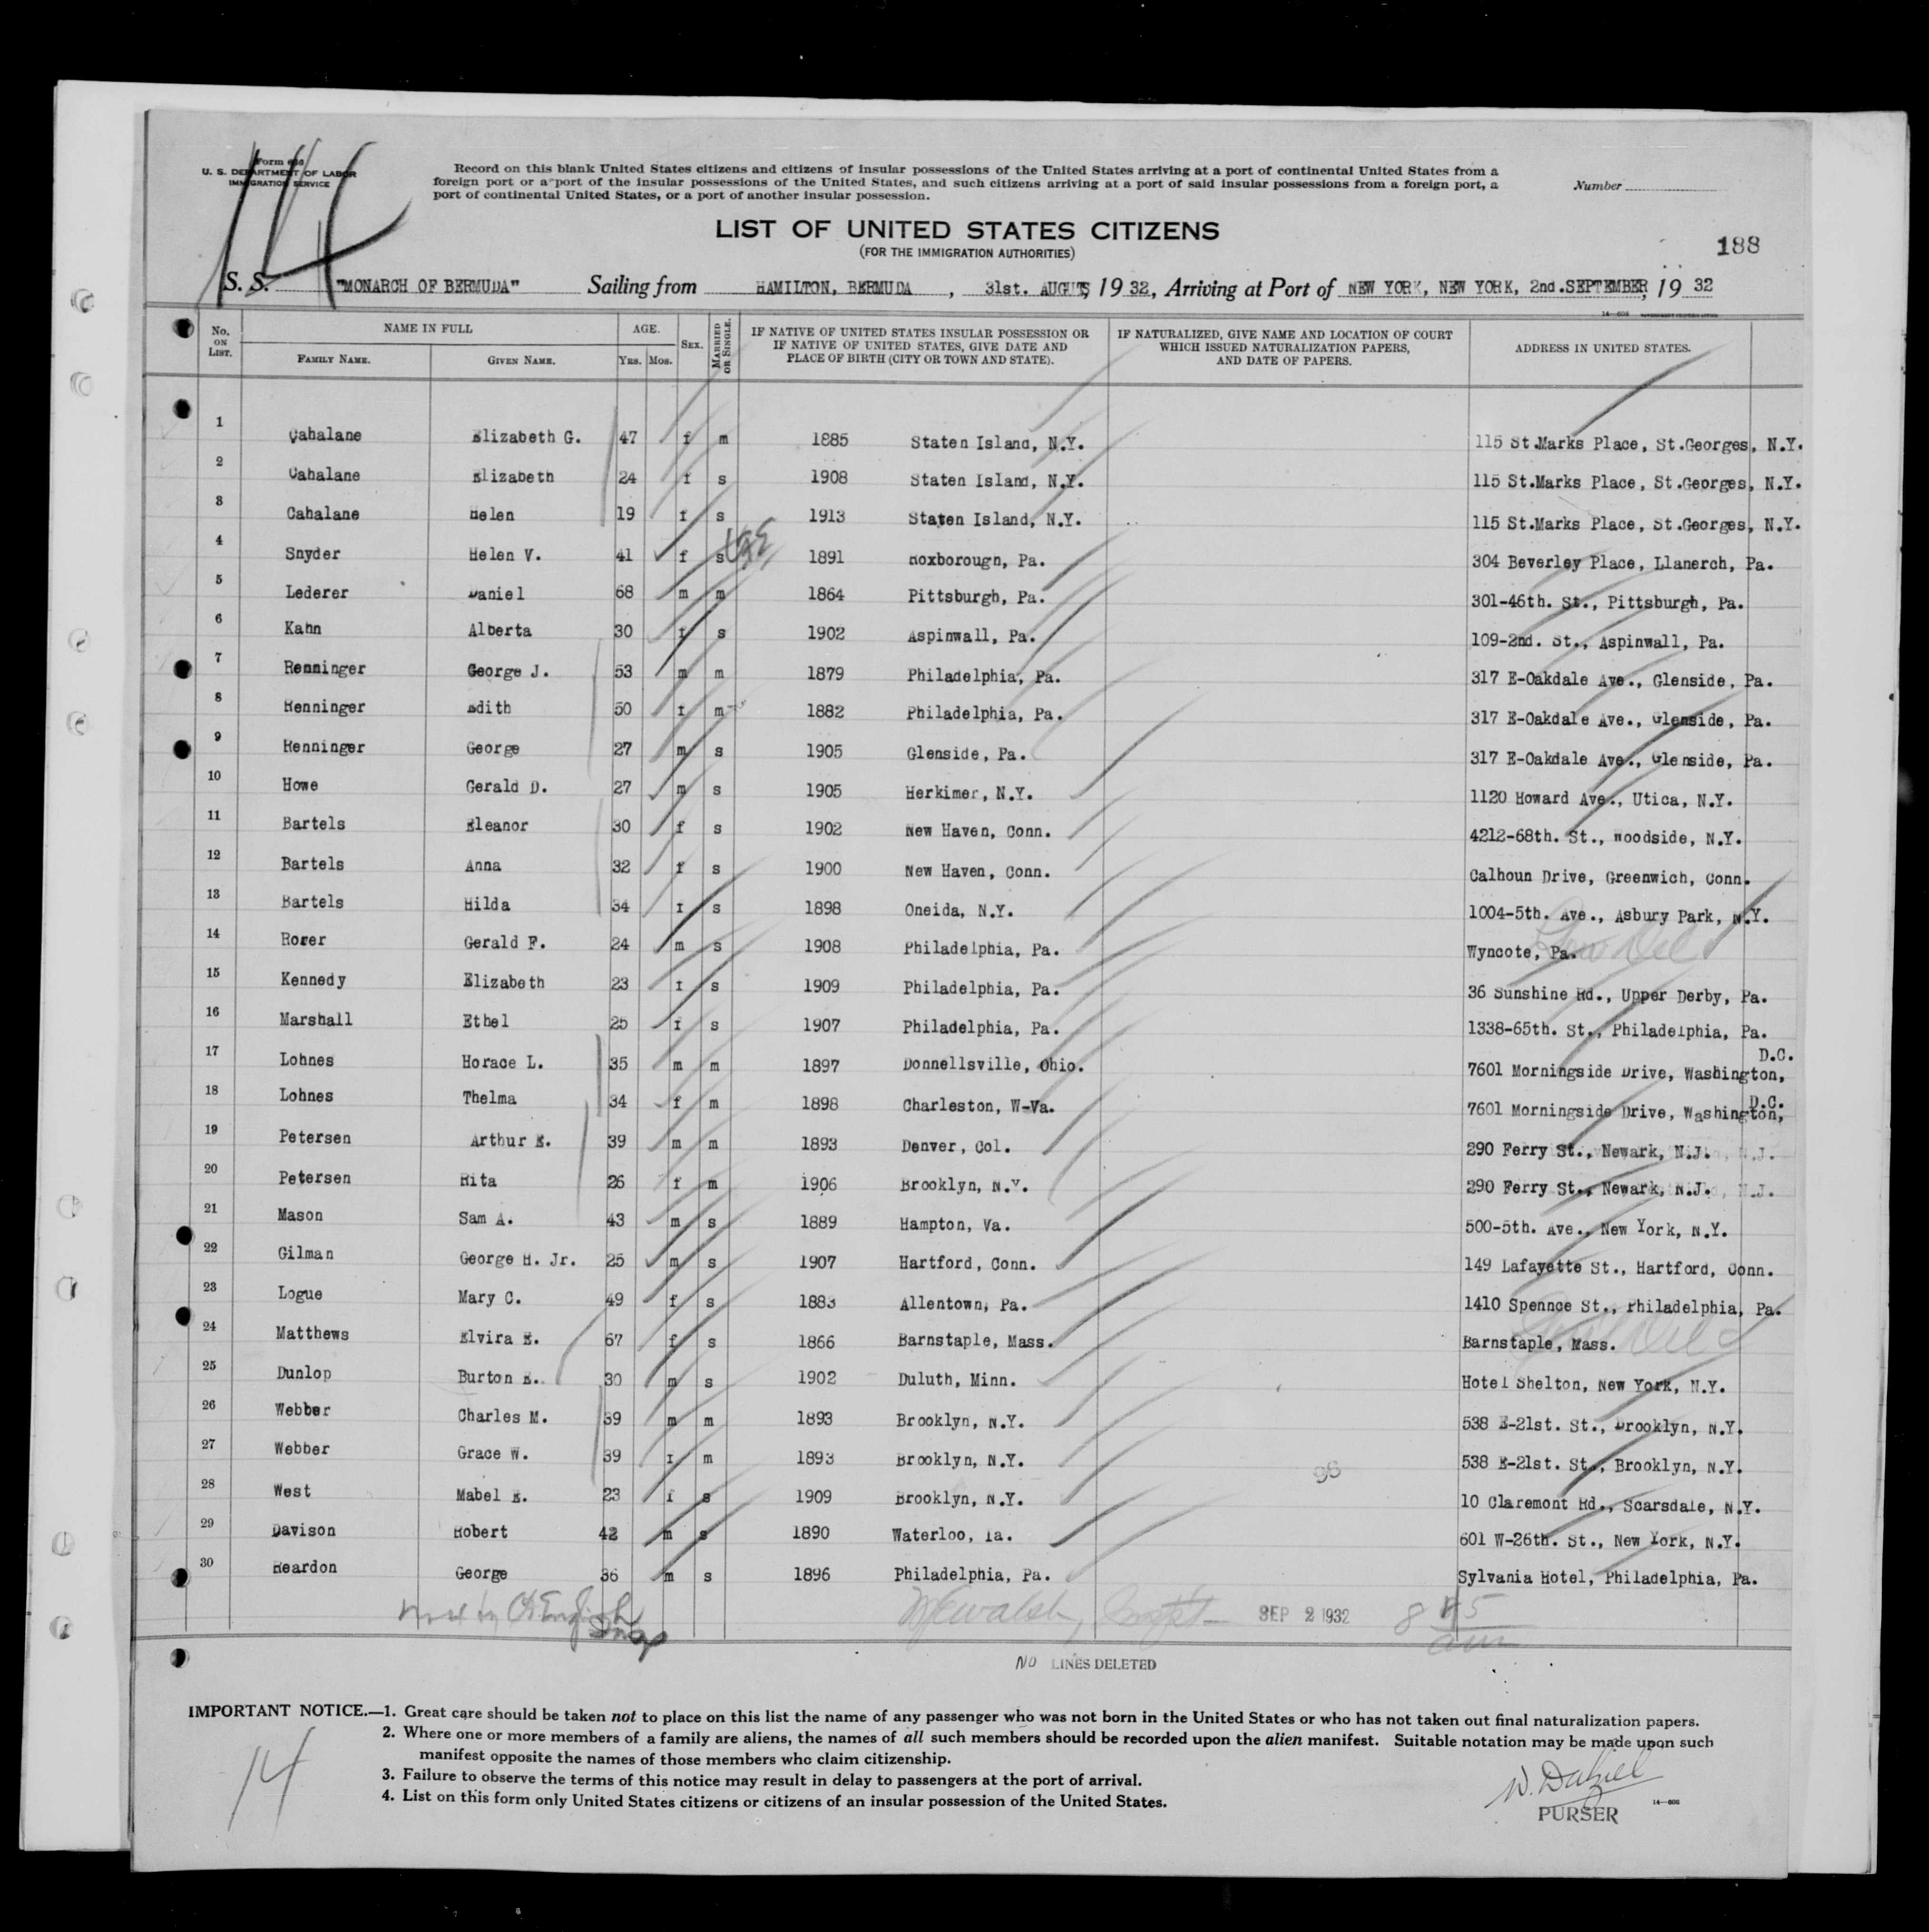 Form 630
U. S. DEPARTMENT OF LABOR
IMMIGRATION SERVICE
Record on this blank United States citizens and citizens of insular possessions of the United States arriving at a port of continental United States from a
foreign port or a port of the insular possessions of the United States, and such citizens arriving at a port of said insular possessions from a foreign port, a
port of continental United States, or a port of another insular possession.
Number
14
LIST OF UNITED STATES CITIZENS
(FOR THE IMMIGRATION AUTHORITIES)
188
S. S. "MONARCH OF BERMUDA" Sailing from HAMILTON, BERMUDA, 31st. AUGUTS, 1932, Arriving at Port of NEW YORK, NEW YORK, 2nd.SEPTEMBER, 1932
No. ON LIST. NAME IN FULL FAMILY NAME. GIVEN NAME. AGE. YRS. MOS. SEX. MARRIED OR SINGLE. IF NATIVE OF UNITED STATES INSULAR POSSESSION OR IF NATIVE OF UNITED STATES, GIVE DATE AND PLACE OF BIRTH (CITY OR TOWN AND STATE). IF NATURALIZED, GIVE NAME AND LOCATION OF COURT WHICH ISSUED NATURALIZATION PAPERS, AND DATE OF PAPERS. ADDRESS IN UNITED STATES.
1 Cahalane Elizabeth G. 47 f m 1885 Staten Island, N.Y. 115 St.Marks Place, St.Georges, N.Y.
2 Cahalane Elizabeth 24 f s 1908 Staten Island, N.Y. 115 St.Marks Place, St.Georges, N.Y.
3 Cahalane Helen 19 f s 1913 Staten Island, N.Y. 115 St.Marks Place, St.Georges, N.Y.
4 Snyder Helen V. 41 f s 1891 Roxborough, Pa. 304 Beverley Place, Llanerch, Pa.
5 Lederer Daniel 68 m m 1864 Pittsburgh, Pa. 301-46th. St., Pittsburgh, Pa.
6 Kahn Alberta 30 f s 1902 Aspinwall, Pa. 109-2nd. St., Aspinwall, Pa.
7 Renninger George J. 53 m m 1879 Philadelphia, Pa. 317 E-Oakdale Ave., Glenside, Pa.
8 Renninger Edith 50 f m 1882 Philadelphia, Pa. 317 E-Oakdale Ave., Glenside, Pa.
9 Renninger George 27 m s 1905 Glenside, Pa. 317 E-Oakdale Ave., Glenside, Pa.
10 Howe Gerald D. 27 m s 1905 Herkimer, N.Y. 1120 Howard Ave., Utica, N.Y.
11 Bartels Eleanor 30 f s 1902 New Haven, Conn. 4212-68th. St., Woodside, N.Y.
12 Bartels Anna 32 f s 1900 New Haven, Conn. Calhoun Drive, Greenwich, Conn.
13 Bartels Hilda 34 f s 1898 Oneida, N.Y. 1004-5th. Ave., Asbury Park, N.Y.
14 Rorer Gerald F. 24 m s 1908 Philadelphia, Pa. Wyncote, Pa.
15 Kennedy Elizabeth 23 f s 1909 Philadelphia, Pa. 36 Sunshine Rd., Upper Derby, Pa.
16 Marshall Ethel 25 f s 1907 Philadelphia, Pa. 1338-65th. St., Philadelphia, Pa.
17 Lohnes Horace L. 35 m m 1897 Donnellsville, Ohio. 7601 Morningside Drive, Washington, D.C.
18 Lohnes Thelma 34 f m 1898 Charleston, W-Va. 7601 Morningside Drive, Washington, D.C.
19 Petersen Arthur E. 39 m m 1893 Denver, Col. 290 Ferry St., Newark, N.J.
20 Petersen Rita 26 f m 1906 Brooklyn, N.Y. 290 Ferry St., Newark, N.J.
21 Mason Sam A. 43 m s 1889 Hampton, Va. 500-5th. Ave., New York, N.Y.
22 Gilman George H. Jr. 25 m s 1907 Hartford, Conn. 149 Lafayette St., Hartford, Conn.
23 Logue Mary C. 49 f s 1883 Allentown, Pa. 1410 Spennce St., Philadelphia, Pa.
24 Matthews Elvira E. 67 f s 1866 Barnstaple, Mass. Barnstaple, Mass.
25 Dunlop Burton E. 30 m s 1902 Duluth, Minn. Hotel Shelton, New York, N.Y.
26 Webber Charles M. 39 m m 1893 Brooklyn, N.Y. 538 E-21st. St., Brooklyn, N.Y.
27 Webber Grace W. 39 f m 1893 Brooklyn, N.Y. 538 E-21st. St., Brooklyn, N.Y.
28 West Mabel E. 23 f s 1909 Brooklyn, N.Y. 10 Claremont Rd., Scarsdale, N.Y.
29 Davison Robert 42 m s 1890 Waterloo, Ia. 601 W-26th. St., New York, N.Y.
30 Reardon George 36 m s 1896 Philadelphia, Pa. Sylvania Hotel, Philadelphia, Pa.
96
SEP 2 1932 8 45 am
NO LINES DELETED
IMPORTANT NOTICE.—1. Great care should be taken not to place on this list the name of any passenger who was not born in the United States or who has not taken out final naturalization papers.
2. Where one or more members of a family are aliens, the names of all such members should be recorded upon the alien manifest. Suitable notation may be made upon such
manifest opposite the names of those members who claim citizenship.
3. Failure to observe the terms of this notice may result in delay to passengers at the port of arrival.
4. List on this form only United States citizens or citizens of an insular possession of the United States.
14
W. Dalziel
PURSER
14—608